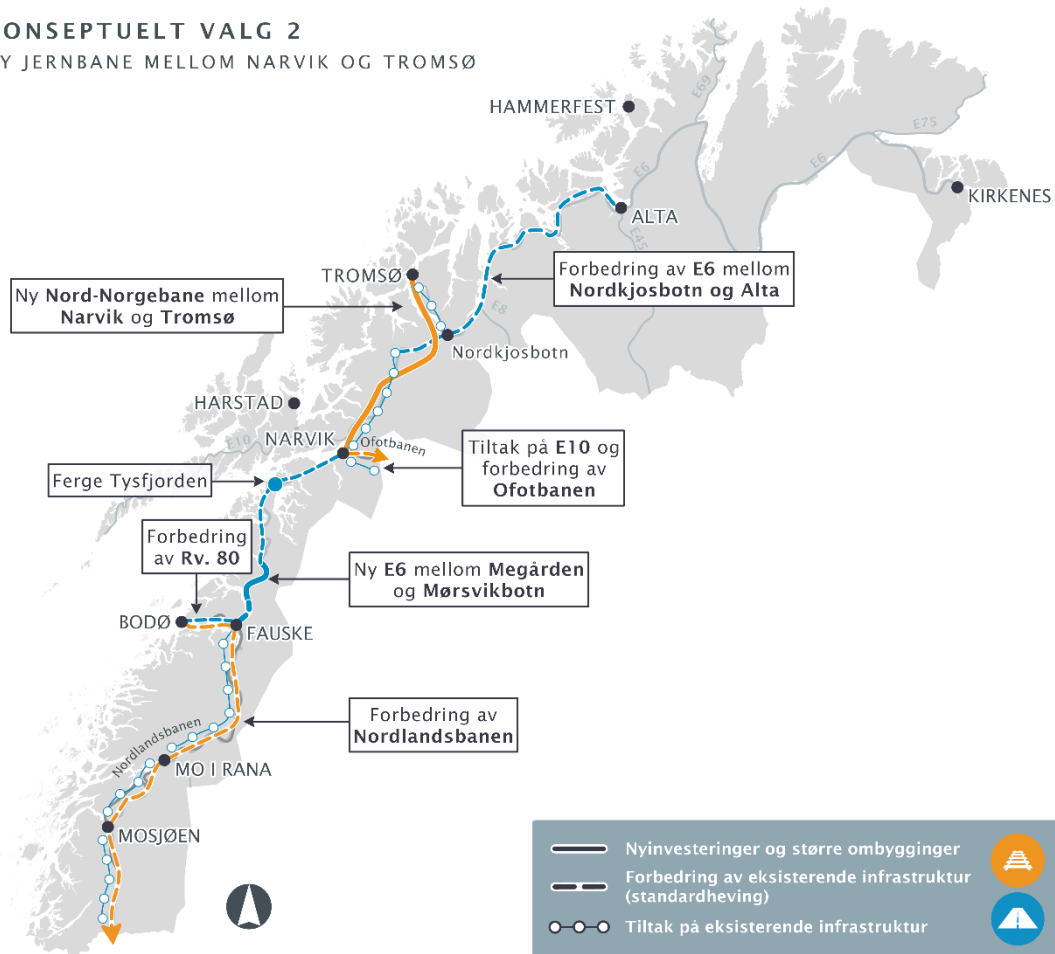 ONSEPTUELT VALG 2
Y JERNBANE MELLOM NARVIK OG TROMSØ
HAMMERFEST
E69
E75
E6
KIRKENES
E6
ALTA
E45
TROMSØ
Forbedring av E6 mellom
Nordkjosbotn og Alta
Ny Nord-Norgebane mellom
Narvik og Tromsø
E8
Nordkjosbotn
HARSTAD
E10
NARVIK
Ofotbanen
Tiltak på E10 og
forbedring av
Ofotbanen
Ferge Tysfjorden
Forbedring
av Rv. 80
Ny E6 mellom Megården
og Mørsvikbotn
BODØ
FAUSKE
Forbedring av
Nordlandsbanen
Nordlandsbanen
MO I RANA
MOSJØEN
Nyinvesteringer og større ombygginger
Forbedring av eksisterende infrastruktur
(standardheving)
Tiltak på eksisterende infrastruktur